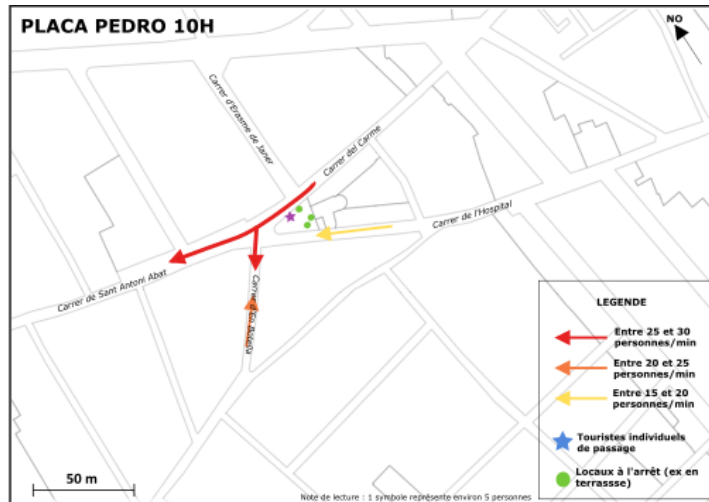 PLACA PEDRO 10H
NO
Carrer d'Erasme de Janer
Carrer del Carme
Carrer de l'Hospital
Carrer de Sant Antoni Abat
Carrer d'En Botella
LEGENDE
Entre 25 et 30
personnes/min
Entre 20 et 25
personnes/min
Entre 15 et 20
personnes/min
Touristes individuels
de passage
Locaux à l'arrêt (ex en
terrassse)
50 m
Note de lecture : 1 symbole représente environ 5 personnes